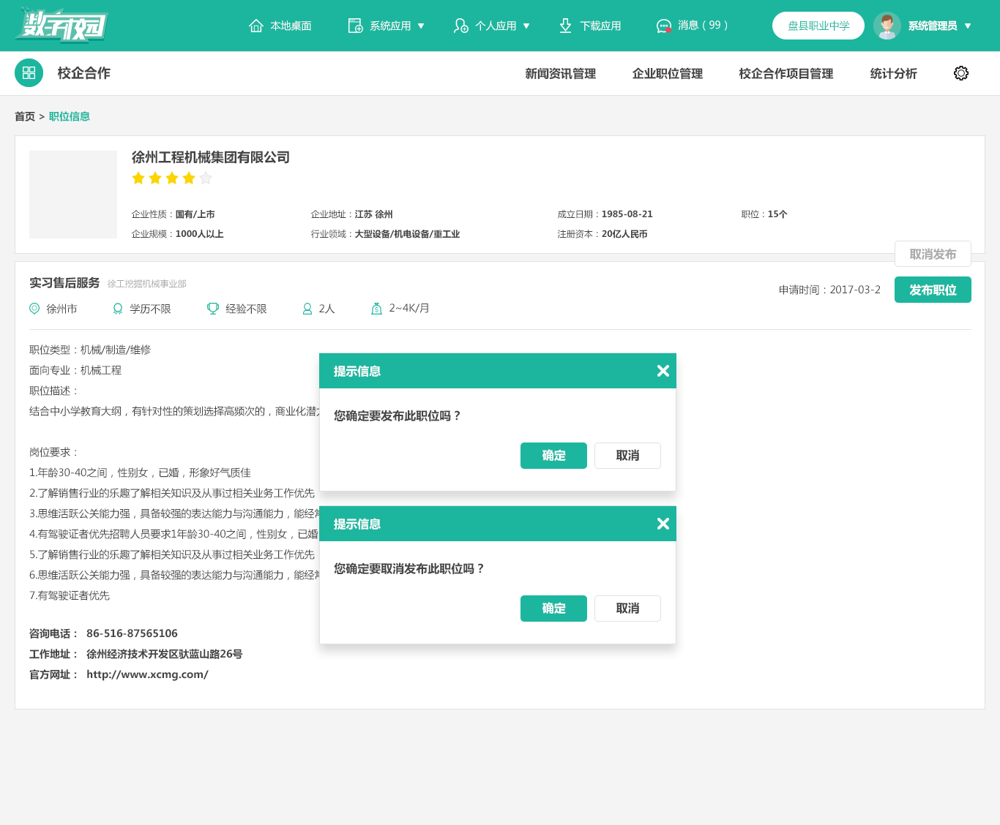 数字校园
本地桌面
系统应用
个人应用
下载应用
消息（99）
盘县职业中学
系统管理员
校企合作
新闻资讯管理
企业职位管理
校企合作项目管理
统计分析
首页 > 职位信息
徐州工程机械集团有限公司
企业性质：国有/上市
企业地址：江苏 徐州
成立日期：1985-08-21
职位：15个
企业规模：1000人以上
行业领域：大型设备/机电设备/重工业
注册资本：20亿人民币
取消发布
实习售后服务 徐工挖掘机械事业部
申请时间：2017-03-2
发布职位
徐州市
学历不限
经验不限
2人
2~4K/月
职位类型：机械/制造/维修
面向专业：机械工程
职位描述：
结合中小学教育大纲，有针对性的策划选择高频次的，商业化潜
岗位要求：
1.年龄30-40之间，性别女，已婚，形象好气质佳
2.了解销售行业的乐趣了解相关知识及从事过相关业务工作优先
3.思维活跃公关能力强，具备较强的表达能力与沟通能力，能经常
4.有驾驶证者优先招聘人员要求1年龄30-40之间，性别女，已婚
5.了解销售行业的乐趣了解相关知识及从事过相关业务工作优先
6.思维活跃公关能力强，具备较强的表达能力与沟通能力，能经常
7.有驾驶证者优先
咨询电话： 86-516-87565106
工作地址： 徐州经济技术开发区驮蓝山路26号
官方网址： http://www.xcmg.com/
提示信息
您确定要发布此职位吗？
确定
取消
提示信息
您确定要取消发布此职位吗？
确定
取消